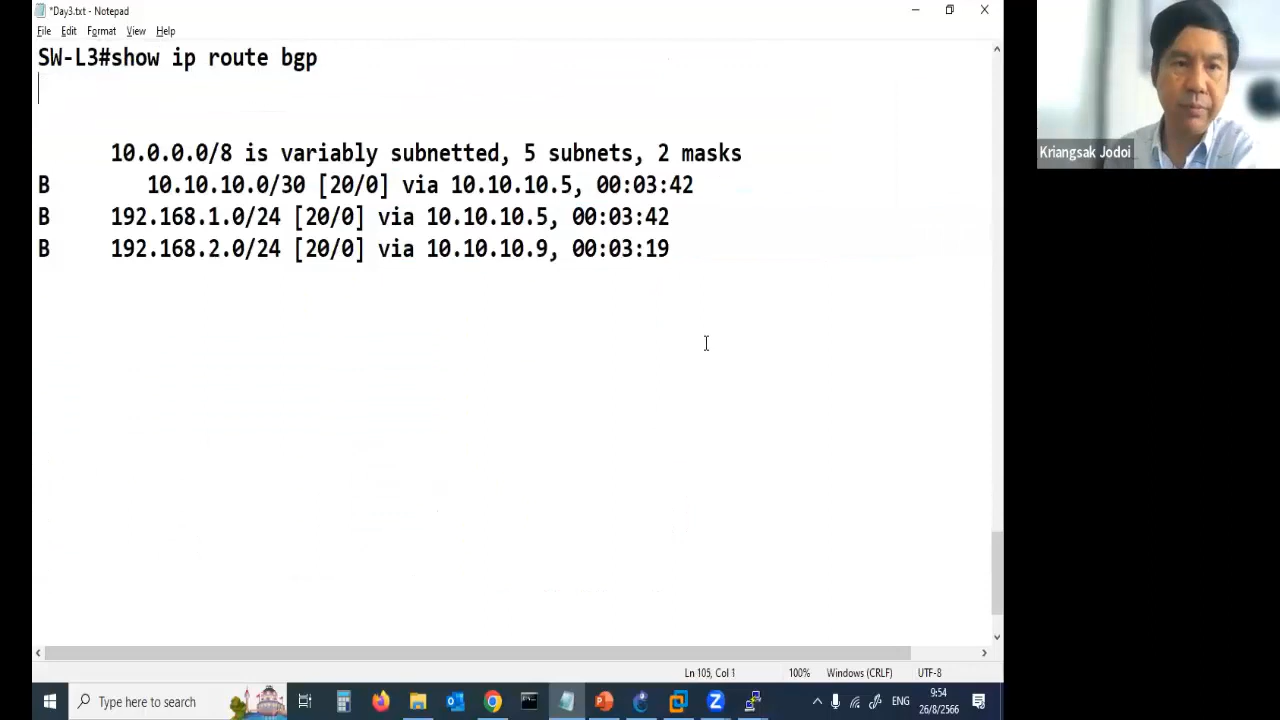 *Day3.txt - Notepad
File Edit Format View Help
SW-L3#show ip route bgp
10.0.0.0/8 is variably subnetted, 5 subnets, 2 masks
B 10.10.10.0/30 [20/0] via 10.10.10.5, 00:03:42
B 192.168.1.0/24 [20/0] via 10.10.10.5, 00:03:42
B 192.168.2.0/24 [20/0] via 10.10.10.9, 00:03:19
Kriangsak Jodoi
Ln 105, Col 1 100% Windows (CRLF) UTF-8
Type here to search
ENG
9:54
26/8/2566